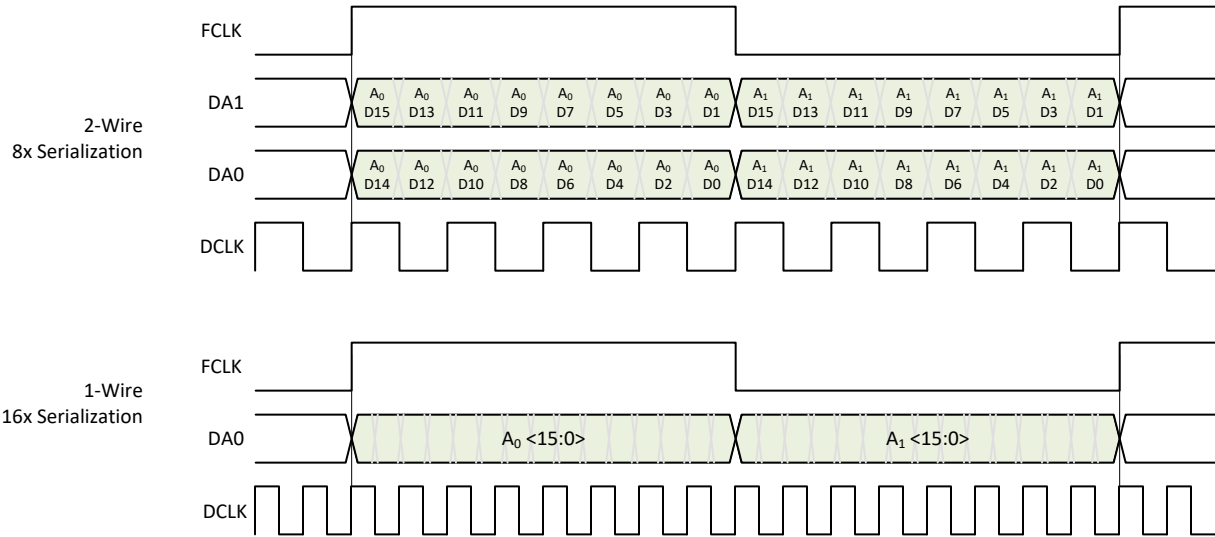 FCLK
DA1
A₀ A₀ A₀ A₀ A₀ A₀ A₀ A₀ A₁ A₁ A₁ A₁ A₁ A₁ A₁ A₁
D15 D13 D11 D9 D7 D5 D3 D1 D15 D13 D11 D9 D7 D5 D3 D1
2-Wire
8x Serialization
DA0
A₀ A₀ A₀ A₀ A₀ A₀ A₀ A₀ A₁ A₁ A₁ A₁ A₁ A₁ A₁ A₁
D14 D12 D10 D8 D6 D4 D2 D0 D14 D12 D10 D8 D6 D4 D2 D0
DCLK
FCLK
1-Wire
16x Serialization
DA0 A₀ <15:0> A₁ <15:0>
DCLK